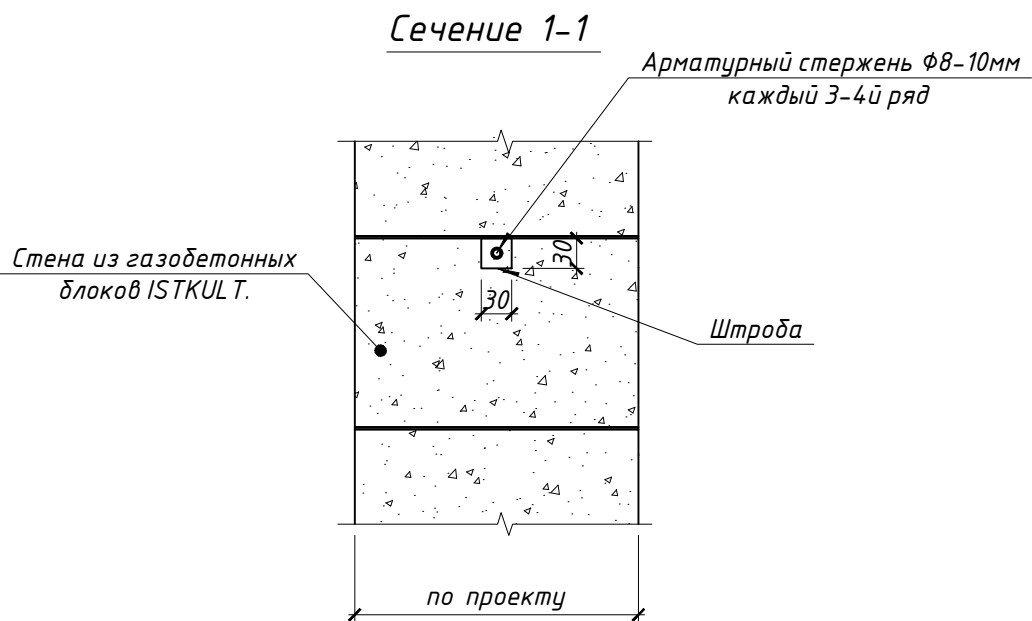 Сечение 1-1
Арматурный стержень Ф8-10мм
каждый 3-4й ряд
Стена из газобетонных
блоков ISTKULT.
30
30
Штроба
по проекту